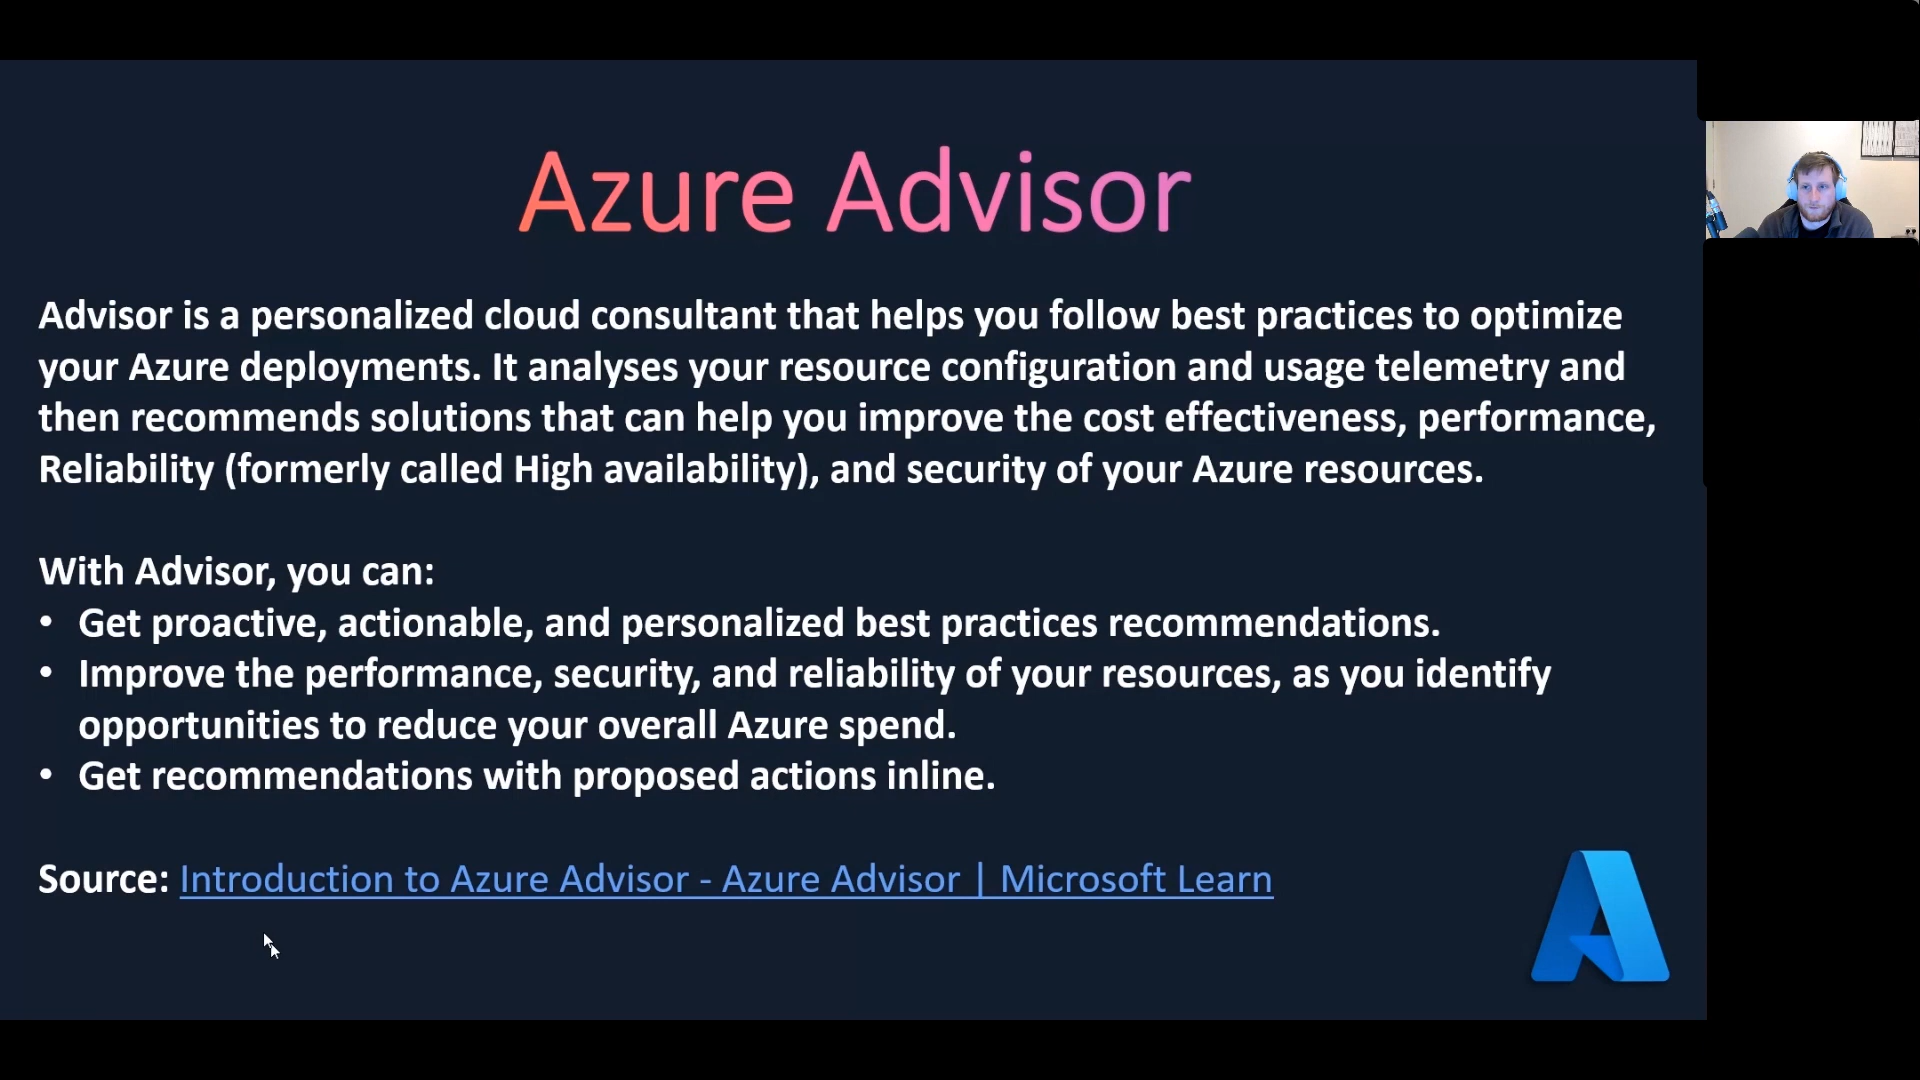 Azure Advisor
Advisor is a personalized cloud consultant that helps you follow best practices to optimize
your Azure deployments. It analyses your resource configuration and usage telemetry and
then recommends solutions that can help you improve the cost effectiveness, performance,
Reliability (formerly called High availability), and security of your Azure resources.
With Advisor, you can:
• Get proactive, actionable, and personalized best practices recommendations.
• Improve the performance, security, and reliability of your resources, as you identify
opportunities to reduce your overall Azure spend.
• Get recommendations with proposed actions inline.
Source: Introduction to Azure Advisor - Azure Advisor | Microsoft Learn